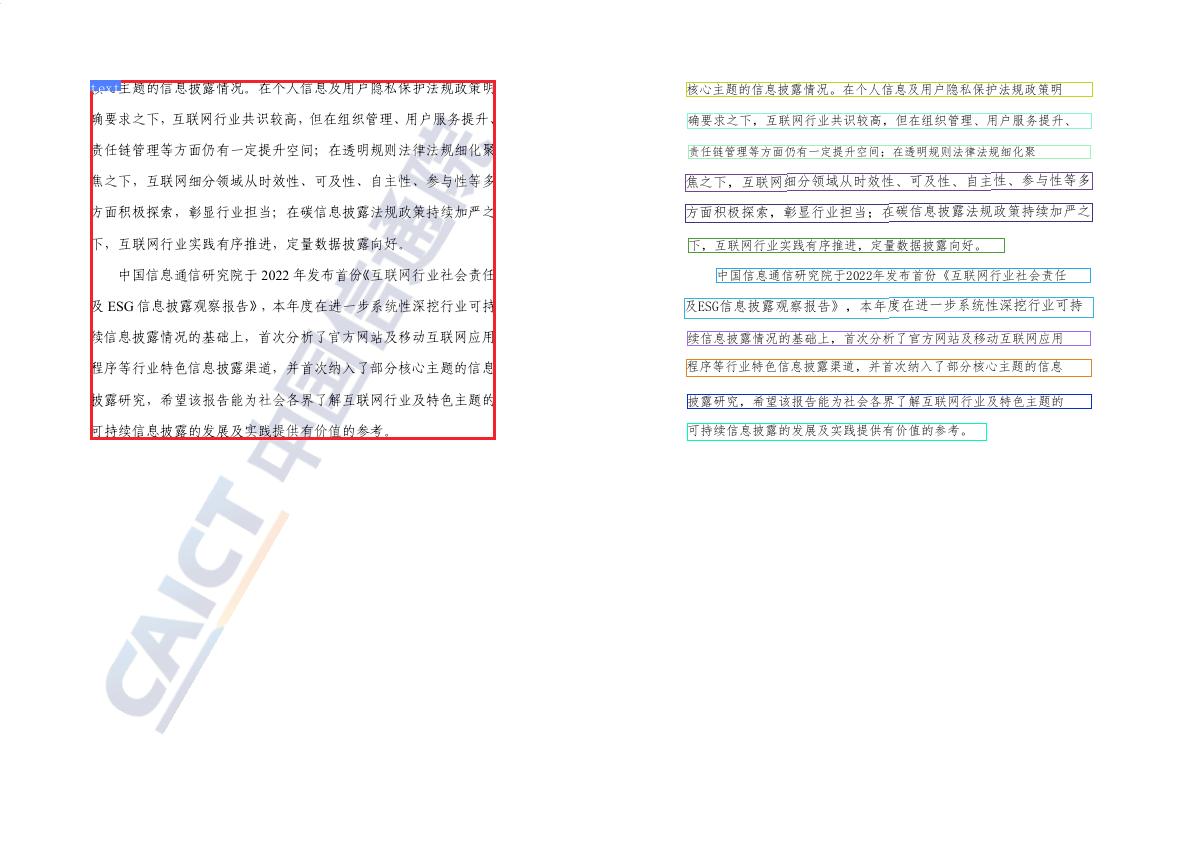 text主题的信息披露情况。在个人信息及用户隐私保护法规政策明
确要求之下，互联网行业共识较高，但在组织管理、用户服务提升、
责任链管理等方面仍有一定提升空间；在透明规则法律法规细化聚
焦之下，互联网细分领域从时效性、可及性、自主性、参与性等多
方面积极探索，彰显行业担当；在碳信息披露法规政策持续加严之
下，互联网行业实践有序推进，定量数据披露向好。
中国信息通信研究院于 2022 年发布首份《互联网行业社会责任
及 ESG 信息披露观察报告》，本年度在进一步系统性深挖行业可持
续信息披露情况的基础上，首次分析了官方网站及移动互联网应用
程序等行业特色信息披露渠道，并首次纳入了部分核心主题的信息
披露研究，希望该报告能为社会各界了解互联网行业及特色主题的
可持续信息披露的发展及实践提供有价值的参考。
CAICT 中国信通院
核心主题的信息披露情况。在个人信息及用户隐私保护法规政策明
确要求之下，互联网行业共识较高，但在组织管理、用户服务提升、
责任链管理等方面仍有一定提升空间；在透明规则法律法规细化聚
焦之下，互联网细分领域从时效性、可及性、自主性、参与性等多
方面积极探索，彰显行业担当；在碳信息披露法规政策持续加严之
下，互联网行业实践有序推进，定量数据披露向好。
中国信息通信研究院于2022年发布首份《互联网行业社会责任
及ESG信息披露观察报告》，本年度在进一步系统性深挖行业可持
续信息披露情况的基础上，首次分析了官方网站及移动互联网应用
程序等行业特色信息披露渠道，并首次纳入了部分核心主题的信息
披露研究，希望该报告能为社会各界了解互联网行业及特色主题的
可持续信息披露的发展及实践提供有价值的参考。